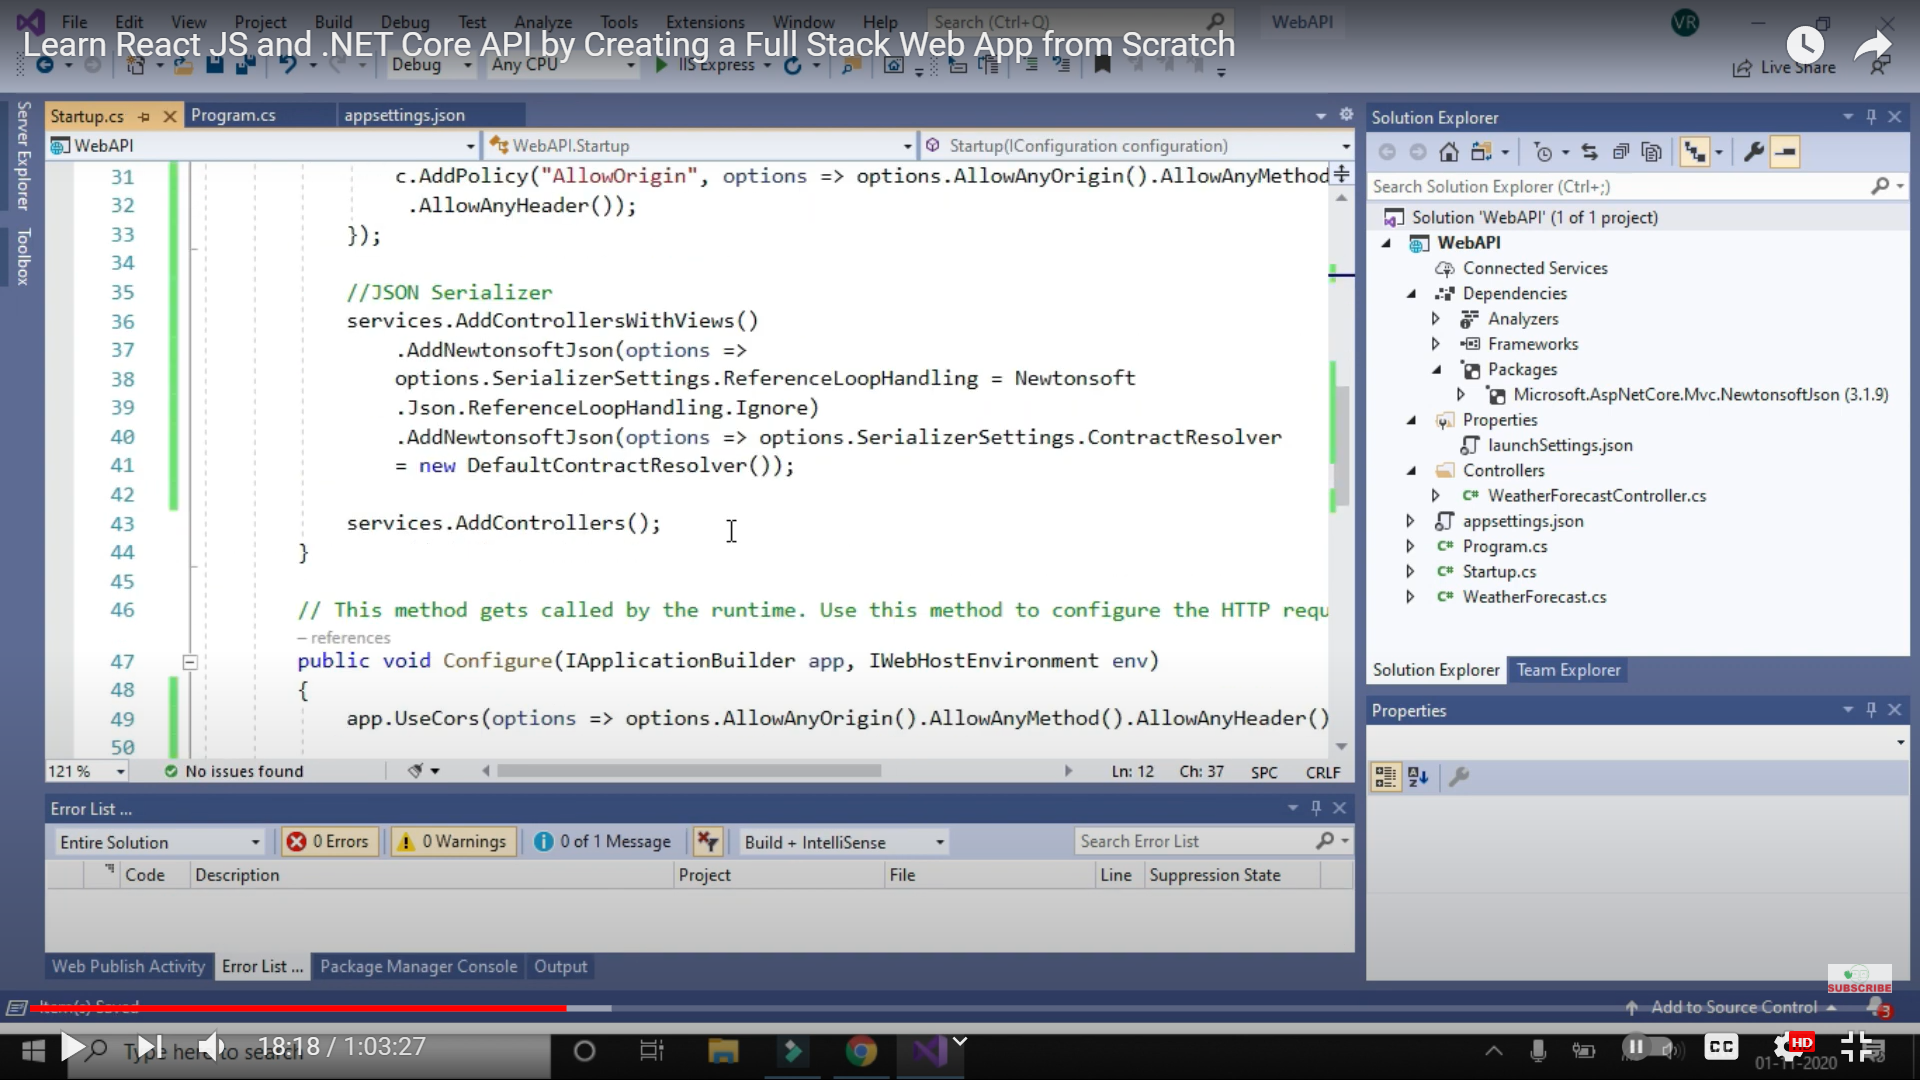 File Edit View Project Build Debug Test Analyze Tools Extensions Window Help Search (Ctrl+Q) WebAPI VR
Learn React JS and .NET Core API by Creating a Full Stack Web App from Scratch
Debug Any CPU IIS Express Live Share
Server Explorer
Toolbox
Startup.cs Program.cs appsettings.json
WebAPI WebAPI.Startup Startup(IConfiguration configuration)
31 c.AddPolicy("AllowOrigin", options => options.AllowAnyOrigin().AllowAnyMethod
32 .AllowAnyHeader());
33 });
34
35 //JSON Serializer
36 services.AddControllersWithViews()
37 .AddNewtonsoftJson(options =>
38 options.SerializerSettings.ReferenceLoopHandling = Newtonsoft
39 .Json.ReferenceLoopHandling.Ignore)
40 .AddNewtonsoftJson(options => options.SerializerSettings.ContractResolver
41 = new DefaultContractResolver());
42
43 services.AddControllers();
44 }
45
46 // This method gets called by the runtime. Use this method to configure the HTTP requ
– references
47 public void Configure(IApplicationBuilder app, IWebHostEnvironment env)
48 {
49 app.UseCors(options => options.AllowAnyOrigin().AllowAnyMethod().AllowAnyHeader()
50
121 % No issues found Ln: 12 Ch: 37 SPC CRLF
Error List ...
Entire Solution 0 Errors 0 Warnings 0 of 1 Message Build + IntelliSense Search Error List
Code Description Project File Line Suppression State
Web Publish Activity Error List ... Package Manager Console Output
Solution Explorer
Search Solution Explorer (Ctrl+;)
Solution 'WebAPI' (1 of 1 project)
WebAPI
Connected Services
Dependencies
Analyzers
Frameworks
Packages
Microsoft.AspNetCore.Mvc.NewtonsoftJson (3.1.9)
Properties
launchSettings.json
Controllers
C# WeatherForecastController.cs
appsettings.json
C# Program.cs
C# Startup.cs
C# WeatherForecast.cs
Solution Explorer Team Explorer
Properties
SUBSCRIBE
Item(s) Saved Add to Source Control 3
Type here to search 18:18 / 1:03:27 CC HD
01-11-2020